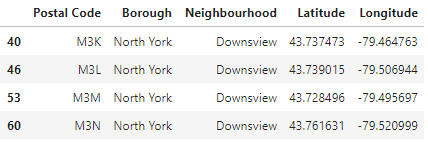 Postal Code Borough Neighbourhood Latitude Longitude
40 M3K North York Downsview 43.737473 -79.464763
46 M3L North York Downsview 43.739015 -79.506944
53 M3M North York Downsview 43.728496 -79.495697
60 M3N North York Downsview 43.761631 -79.520999